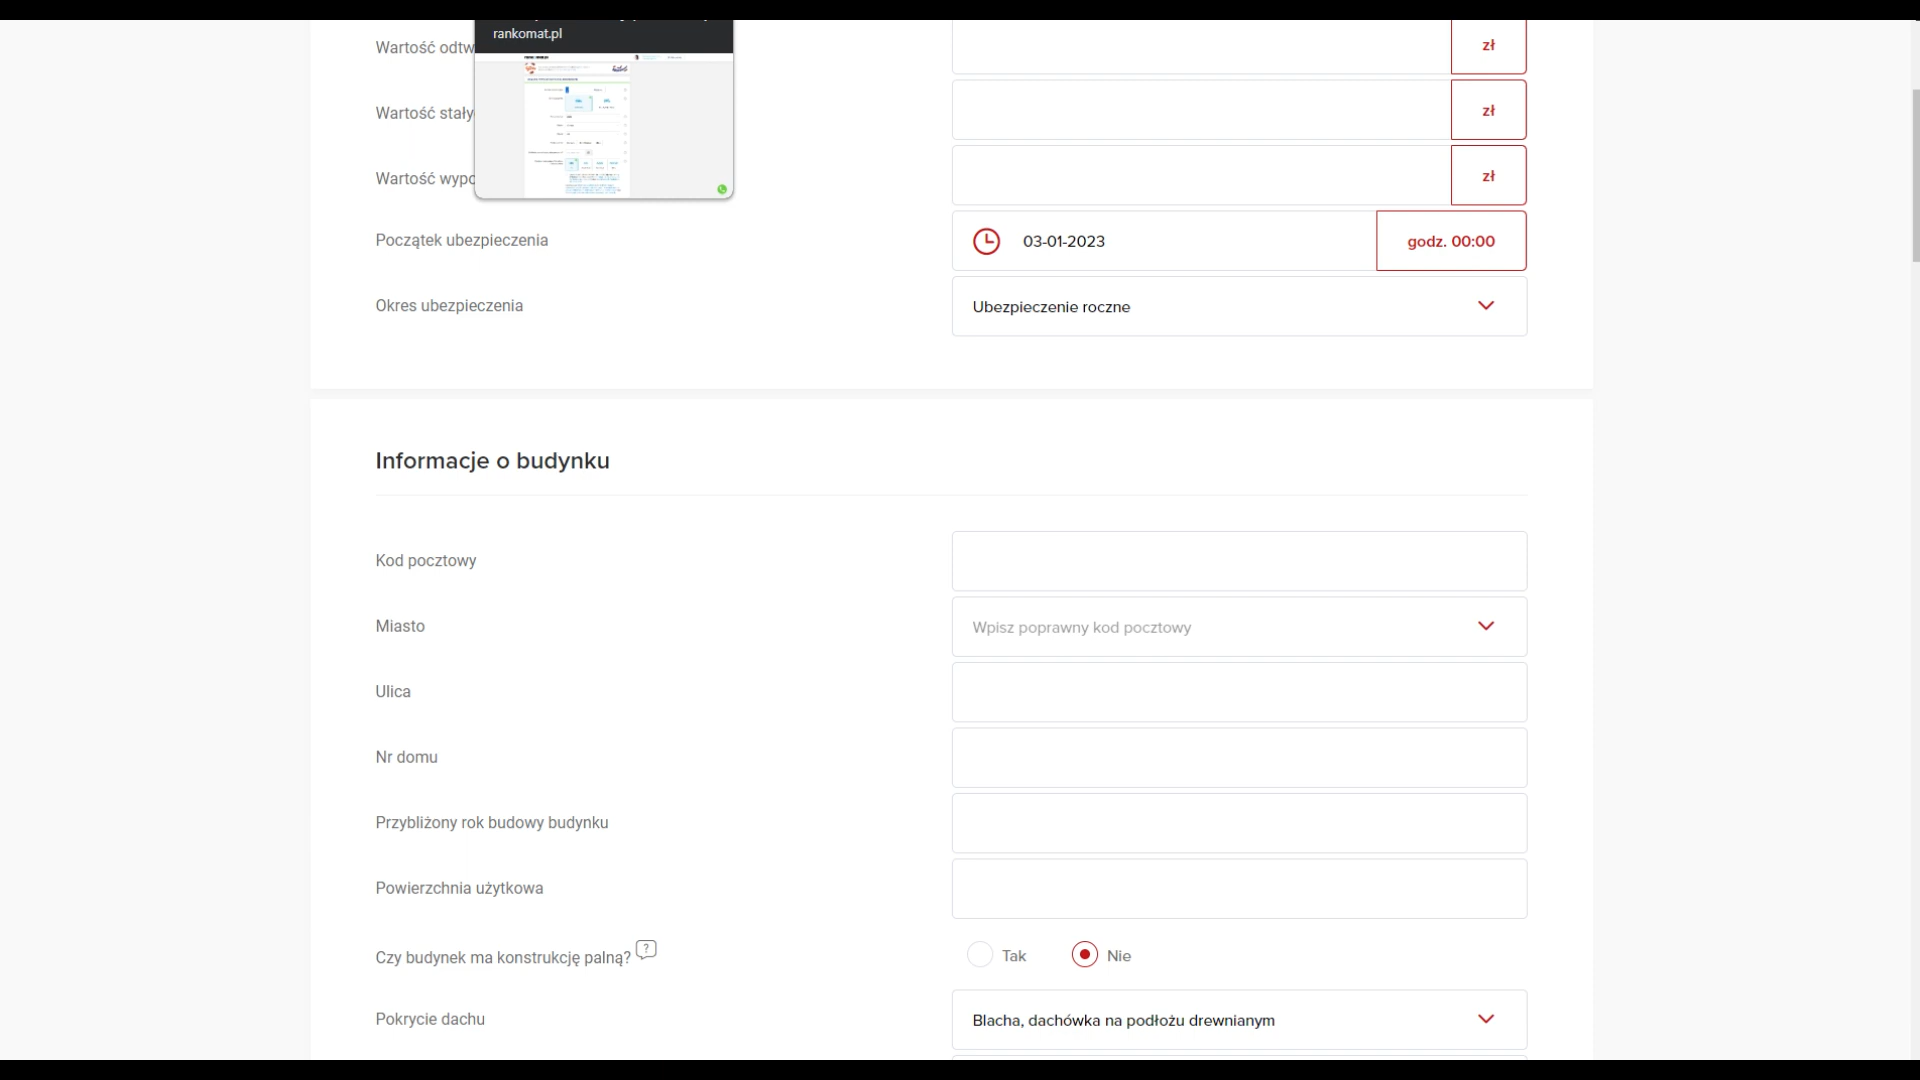 rankomat.pl
Wartość odtw
zł
Wartość stały
zł
Wartość wypo
zł
Początek ubezpieczenia
03-01-2023
godz. 00:00
Okres ubezpieczenia
Ubezpieczenie roczne
Informacje o budynku
Kod pocztowy
Miasto
Wpisz poprawny kod pocztowy
Ulica
Nr domu
Przybliżony rok budowy budynku
Powierzchnia użytkowa
Czy budynek ma konstrukcję palną? ?
Tak
Nie
Pokrycie dachu
Blacha, dachówka na podłożu drewnianym